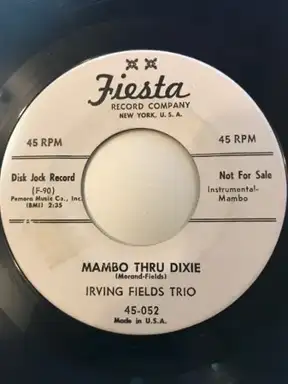 Fiesta
RECORD COMPANY
NEW YORK, U. S. A.
45 RPM
45 RPM
Disk Jock Record
(F-90)
Pemora Music Co., Inc.
(BMI) 2:35
Not For Sale
Instrumental-
Mambo
MAMBO THRU DIXIE
(Morand-Fields)
IRVING FIELDS TRIO
45-052
Made in U.S.A.